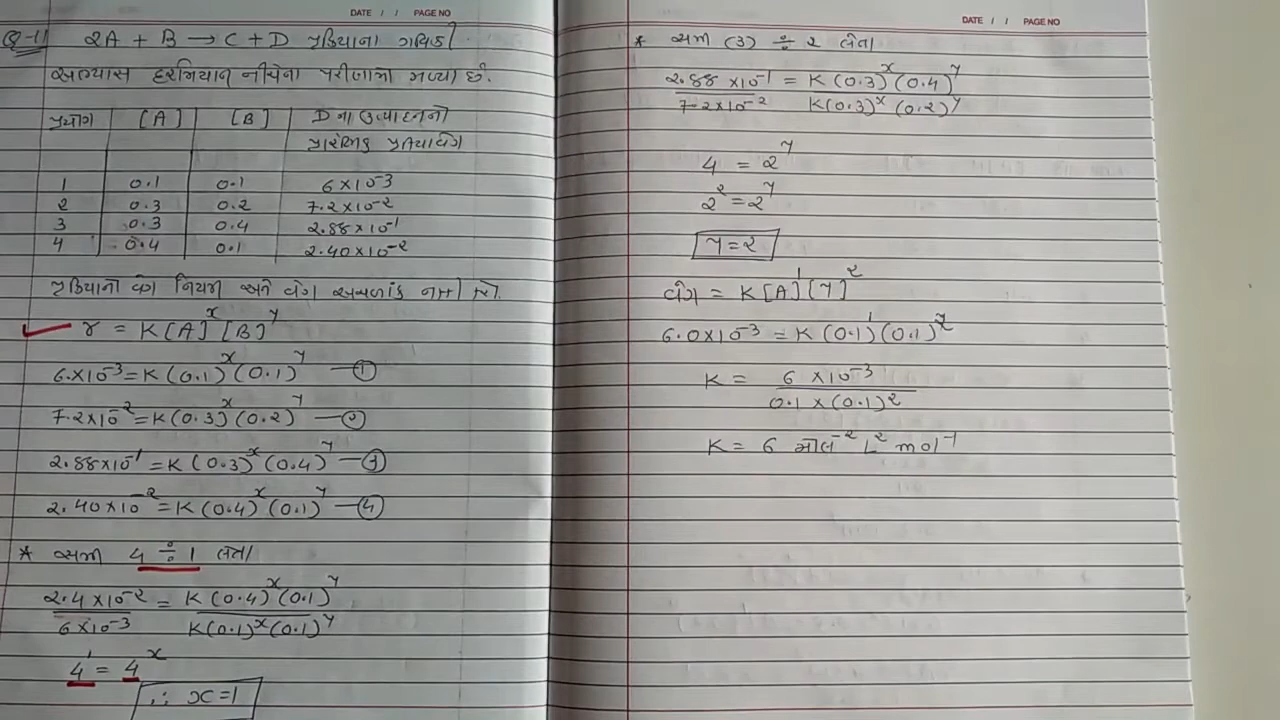 DATE / / PAGE NO
Q-11 2A + B → C + D પ્રક્રિયાના ગતિકી
અભ્યાસ દરમિયાન નીચેના પરીણામો મળ્યા છે.
પ્રયોગ [A] [B] D ના ઉત્પાદનનો
પ્રારંભિક પ્રક્રિયાવેગ
1 0.1 0.1 6×10⁻³
2 0.3 0.2 7.2×10⁻²
3 0.3 0.4 2.88×10⁻¹
4 0.4 0.1 2.40×10⁻²
પ્રક્રિયાનો વેગ નિયમ અને વેગ અચળાંક
r = K[A]ˣ[B]ʸ
6×10⁻³ = K(0.1)ˣ(0.1)ʸ —①
7.2×10⁻² = K(0.3)ˣ(0.2)ʸ —②
2.88×10⁻¹ = K(0.3)ˣ(0.4)ʸ —③
2.40×10⁻² = K(0.4)ˣ(0.1)ʸ —④
* સમી 4 ÷ 1 લેતા
2.4×10⁻² = K(0.4)ˣ(0.1)ʸ
6×10⁻³ K(0.1)ˣ(0.1)ʸ
4¹ = 4ˣ
∴ x = 1
DATE / / PAGE NO
* સમી (3) ÷ 2 લેતા
2.88×10⁻¹ = K(0.3)ˣ(0.4)ʸ
7.2×10⁻² K(0.3)ˣ(0.2)ʸ
4 = 2ʸ
2² = 2ʸ
y = 2
વેગ = K[A]¹[Y]²
6.0×10⁻³ = K(0.1)¹(0.1)²
K = 6×10⁻³
0.1×(0.1)²
K = 6 મોલ⁻² L² mol⁻¹